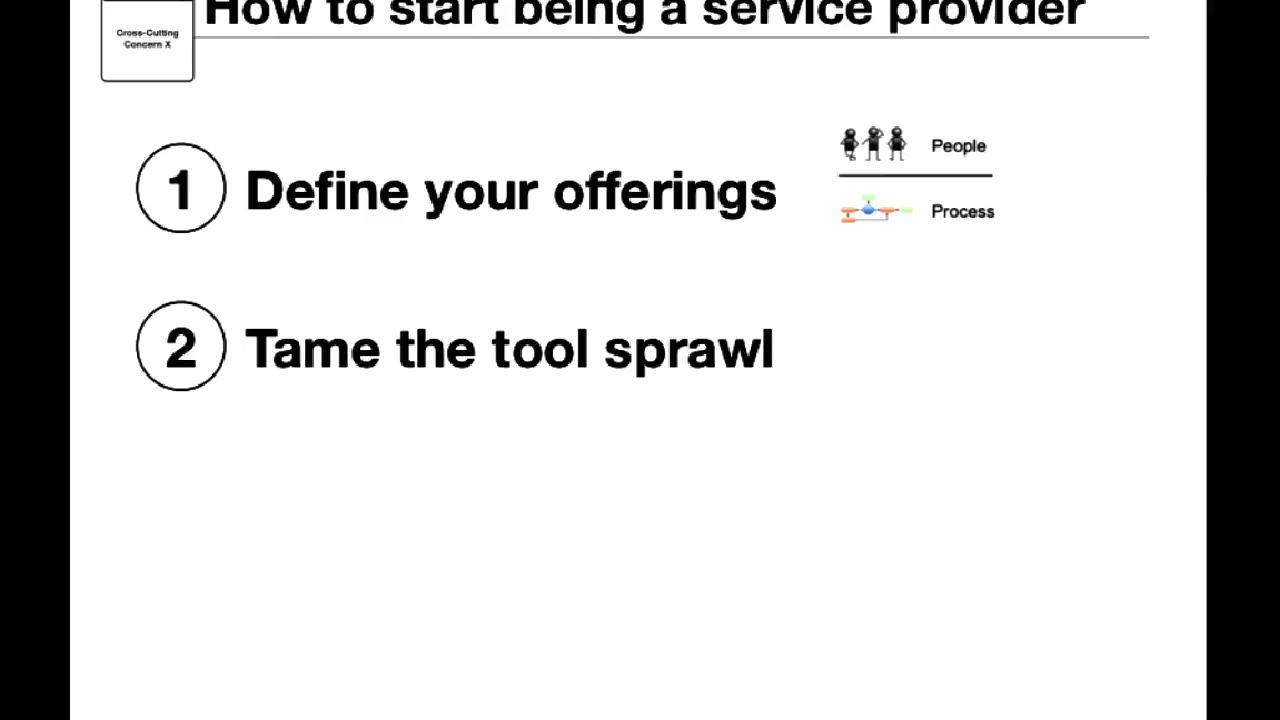 How to start being a service provider
Cross-Cutting
Concern X
1 Define your offerings
People
Process
2 Tame the tool sprawl